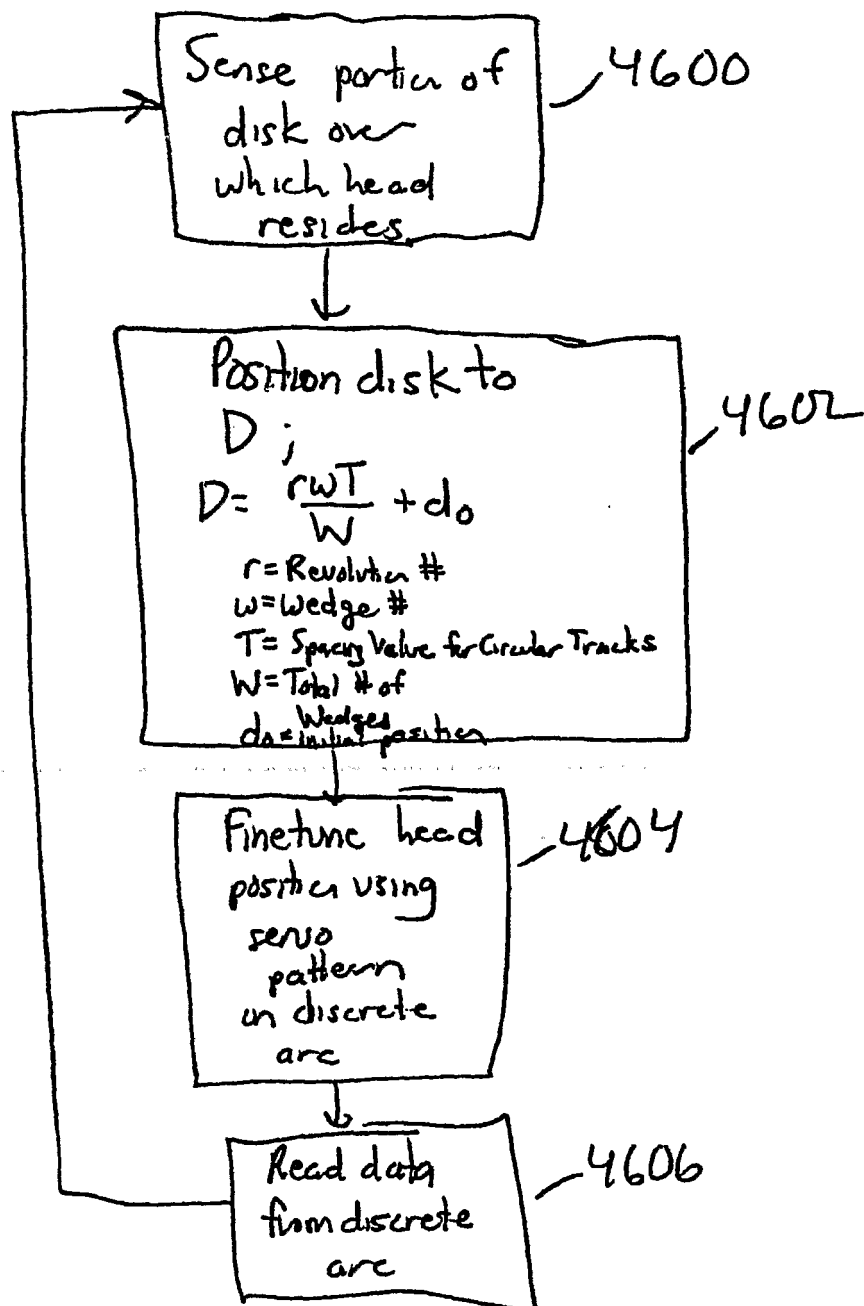 Sense portion of
disk over
which head
resides
4600
Position disk to
D ;
D= rwT/W + d₀
r= Revolution #
w= Wedge #
T= Spacing Value for Circular Tracks
W= Total # of
Wedges
d₀= initial position
4602
Finetune head
position using
servo
pattern
on discrete
arc
4604
Read data
from discrete
arc
4606